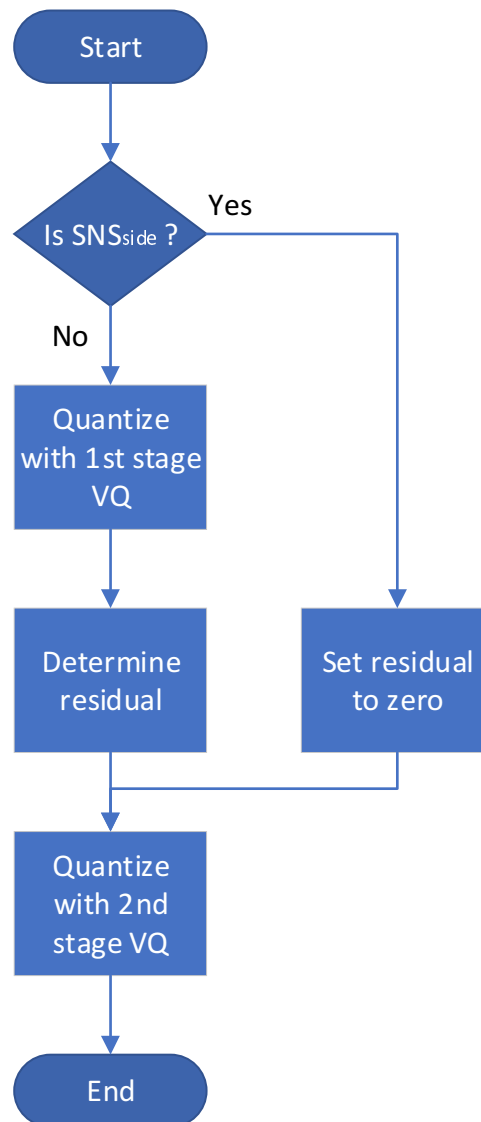 Start
Yes
Is SNSside ?
No
Quantize
with 1st stage
VQ
Determine
residual
Set residual
to zero
Quantize
with 2nd
stage VQ
End